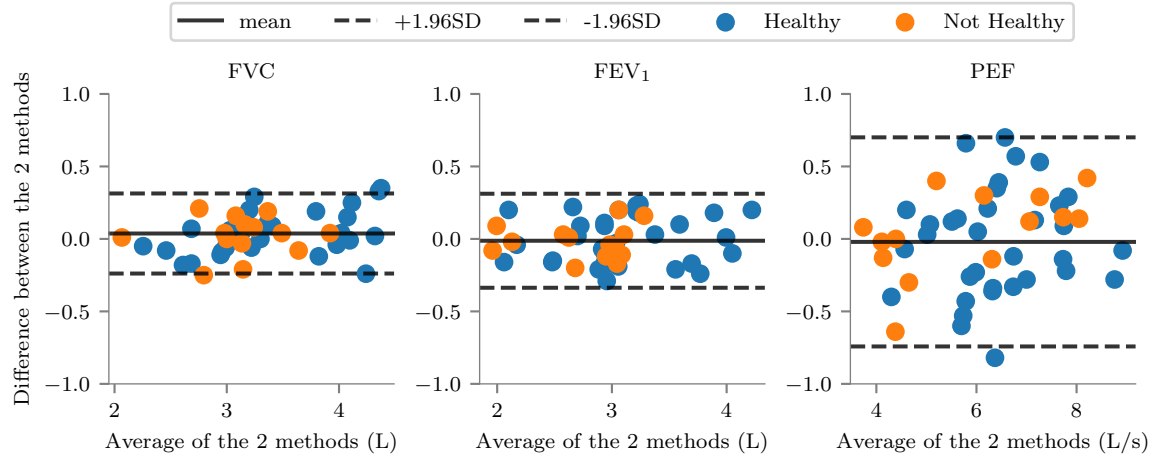 mean +1.96SD -1.96SD Healthy Not Healthy
FVC FEV₁ PEF
Difference between the 2 methods
1.0 1.0 1.0
0.5 0.5 0.5
0.0 0.0 0.0
−0.5 −0.5 −0.5
−1.0 −1.0 −1.0
2 3 4 2 3 4 4 6 8
Average of the 2 methods (L) Average of the 2 methods (L) Average of the 2 methods (L/s)